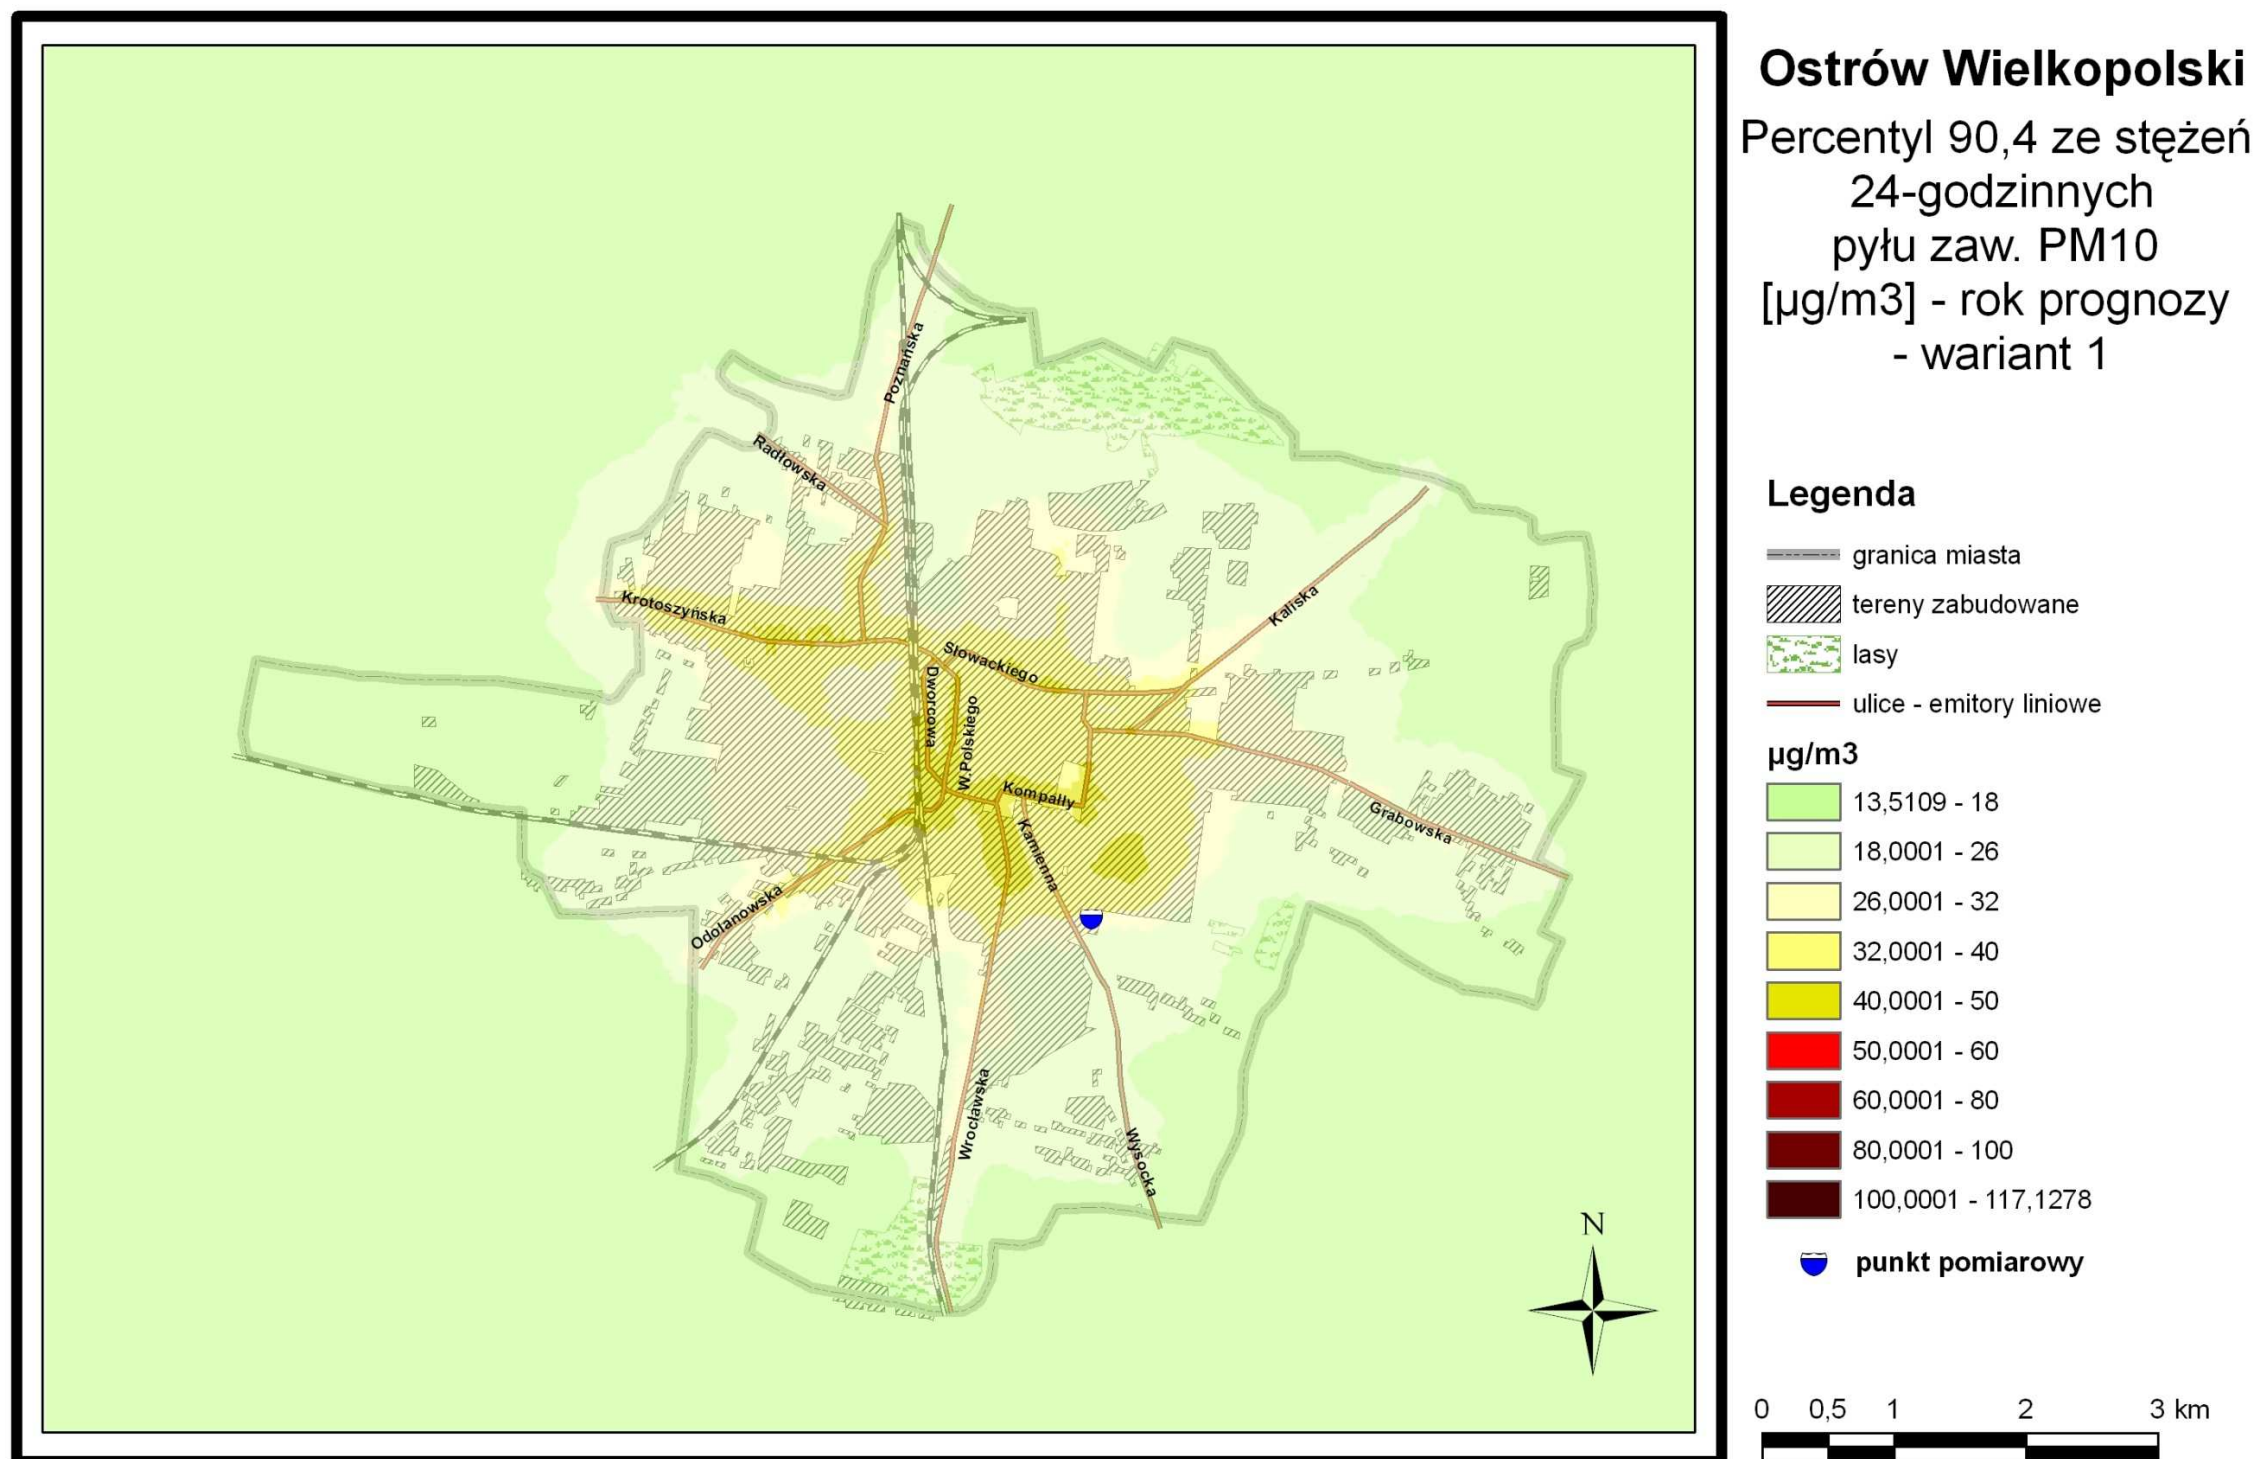 Ostrów Wielkopolski
Percentyl 90,4 ze stężeń
24-godzinnych
pyłu zaw. PM10
[µg/m3] - rok prognozy
- wariant 1
Legenda
granica miasta
tereny zabudowane
lasy
ulice - emitory liniowe
µg/m3
13,5109 - 18
18,0001 - 26
26,0001 - 32
32,0001 - 40
40,0001 - 50
50,0001 - 60
60,0001 - 80
80,0001 - 100
100,0001 - 117,1278
punkt pomiarowy
N
0 0,5 1 2 3 km
Poznańska
Radłowska
Krotoszyńska
Słowackiego
Kaliska
Dworcowa
W.Polskiego
Kompałły
Kamienna
Grabowska
Odolanowska
Wrocławska
Wysocka